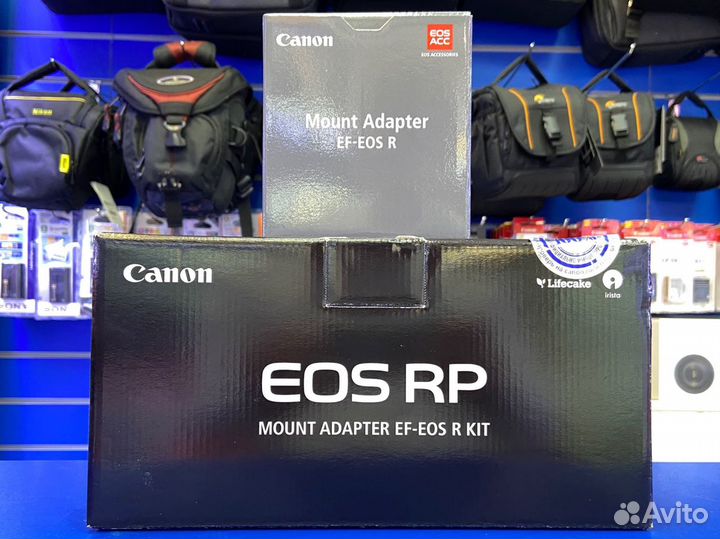 Canon
EOS
ACC
EOS ACCESSORIES
Mount Adapter
EF-EOS R
Nikon
Canon
Lifecake
irista
EOS RP
MOUNT ADAPTER EF-EOS R KIT
Avito